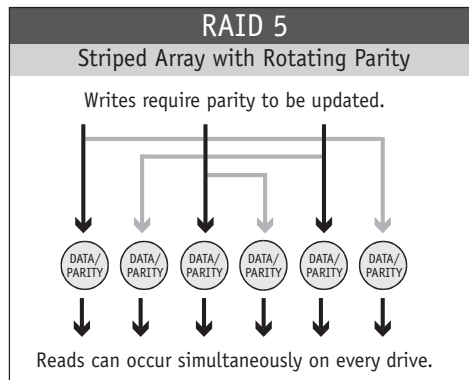 RAID 5
Striped Array with Rotating Parity
Writes require parity to be updated.
DATA/ DATA/ DATA/ DATA/ DATA/ DATA/
PARITY PARITY PARITY PARITY PARITY PARITY
Reads can occur simultaneously on every drive.